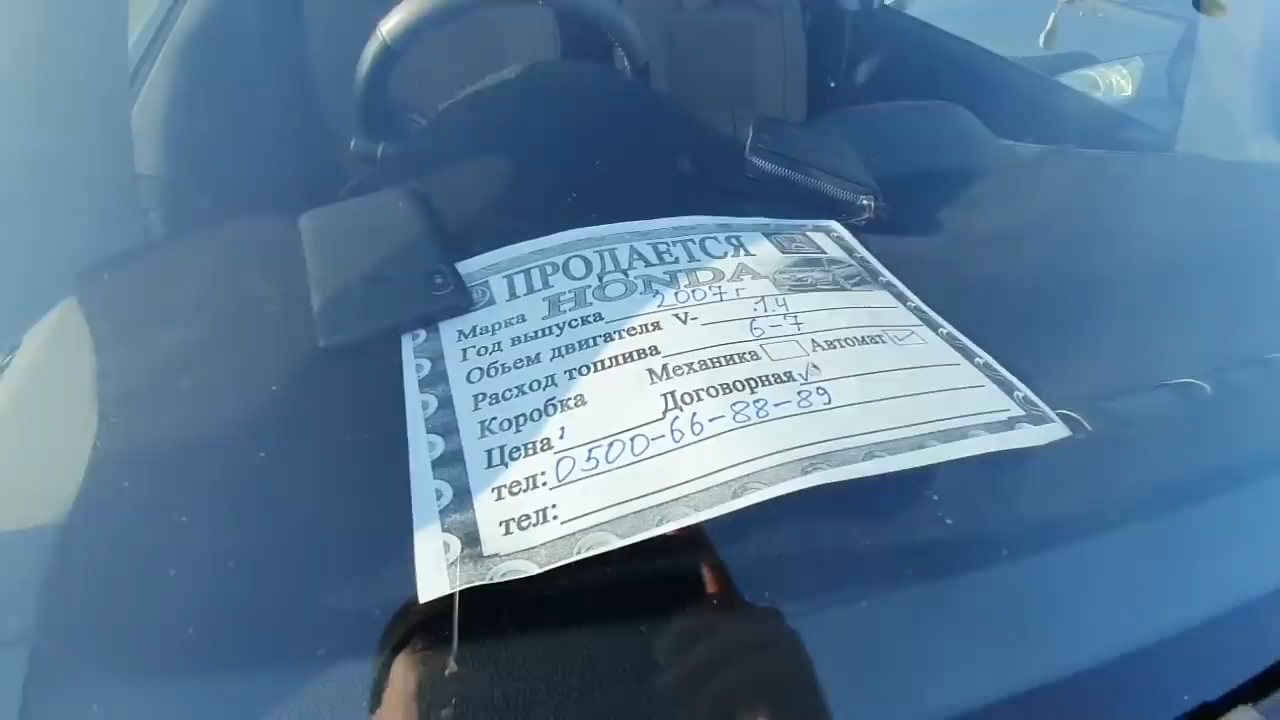 ПРОДАЕТСЯ
Марка HONDA
Год выпуска 2007 г
Обьем двигателя V- 1.4
Расход топлива 6-7
Коробка Механика Автомат ✓
Цена Договорная ✓
тел: 0500-66-88-89
тел: